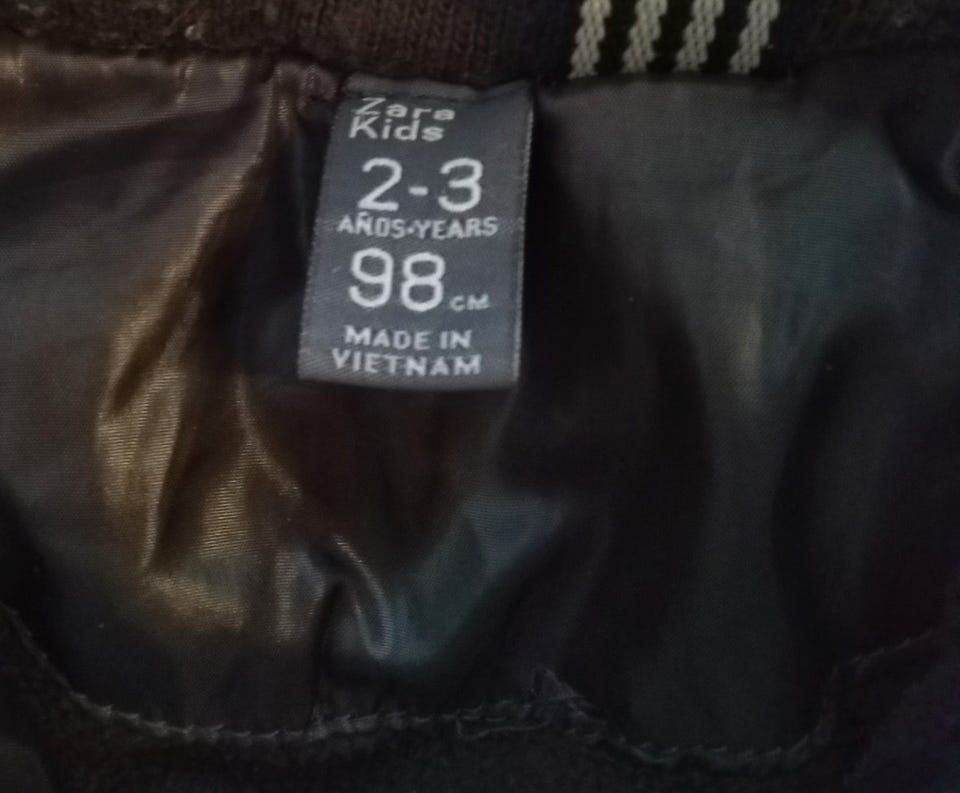 Zara
Kids
2-3
AÑOS·YEARS
98 CM
MADE IN
VIETNAM